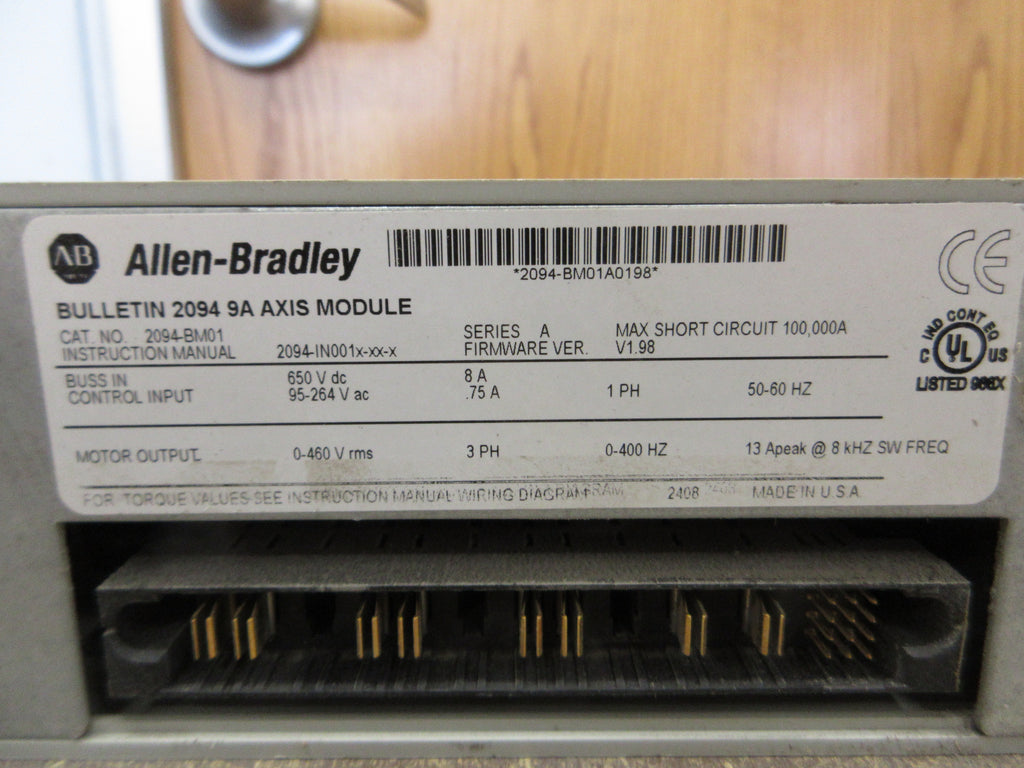 AB Allen-Bradley
*2094-BM01A0198*
CE
BULLETIN 2094 9A AXIS MODULE
CAT. NO. 2094-BM01 SERIES A MAX SHORT CIRCUIT 100,000A
INSTRUCTION MANUAL 2094-IN001x-xx-x FIRMWARE VER. V1.98
IND CONT EQ
C UL US
LISTED
BUSS IN 650 V dc 8 A
CONTROL INPUT 95-264 V ac .75 A 1 PH 50-60 HZ
MOTOR OUTPUT 0-460 V rms 3 PH 0-400 HZ 13 Apeak @ 8 kHZ SW FREQ
FOR TORQUE VALUES SEE INSTRUCTION MANUAL WIRING DIAGRAM 2408 MADE IN U.S.A